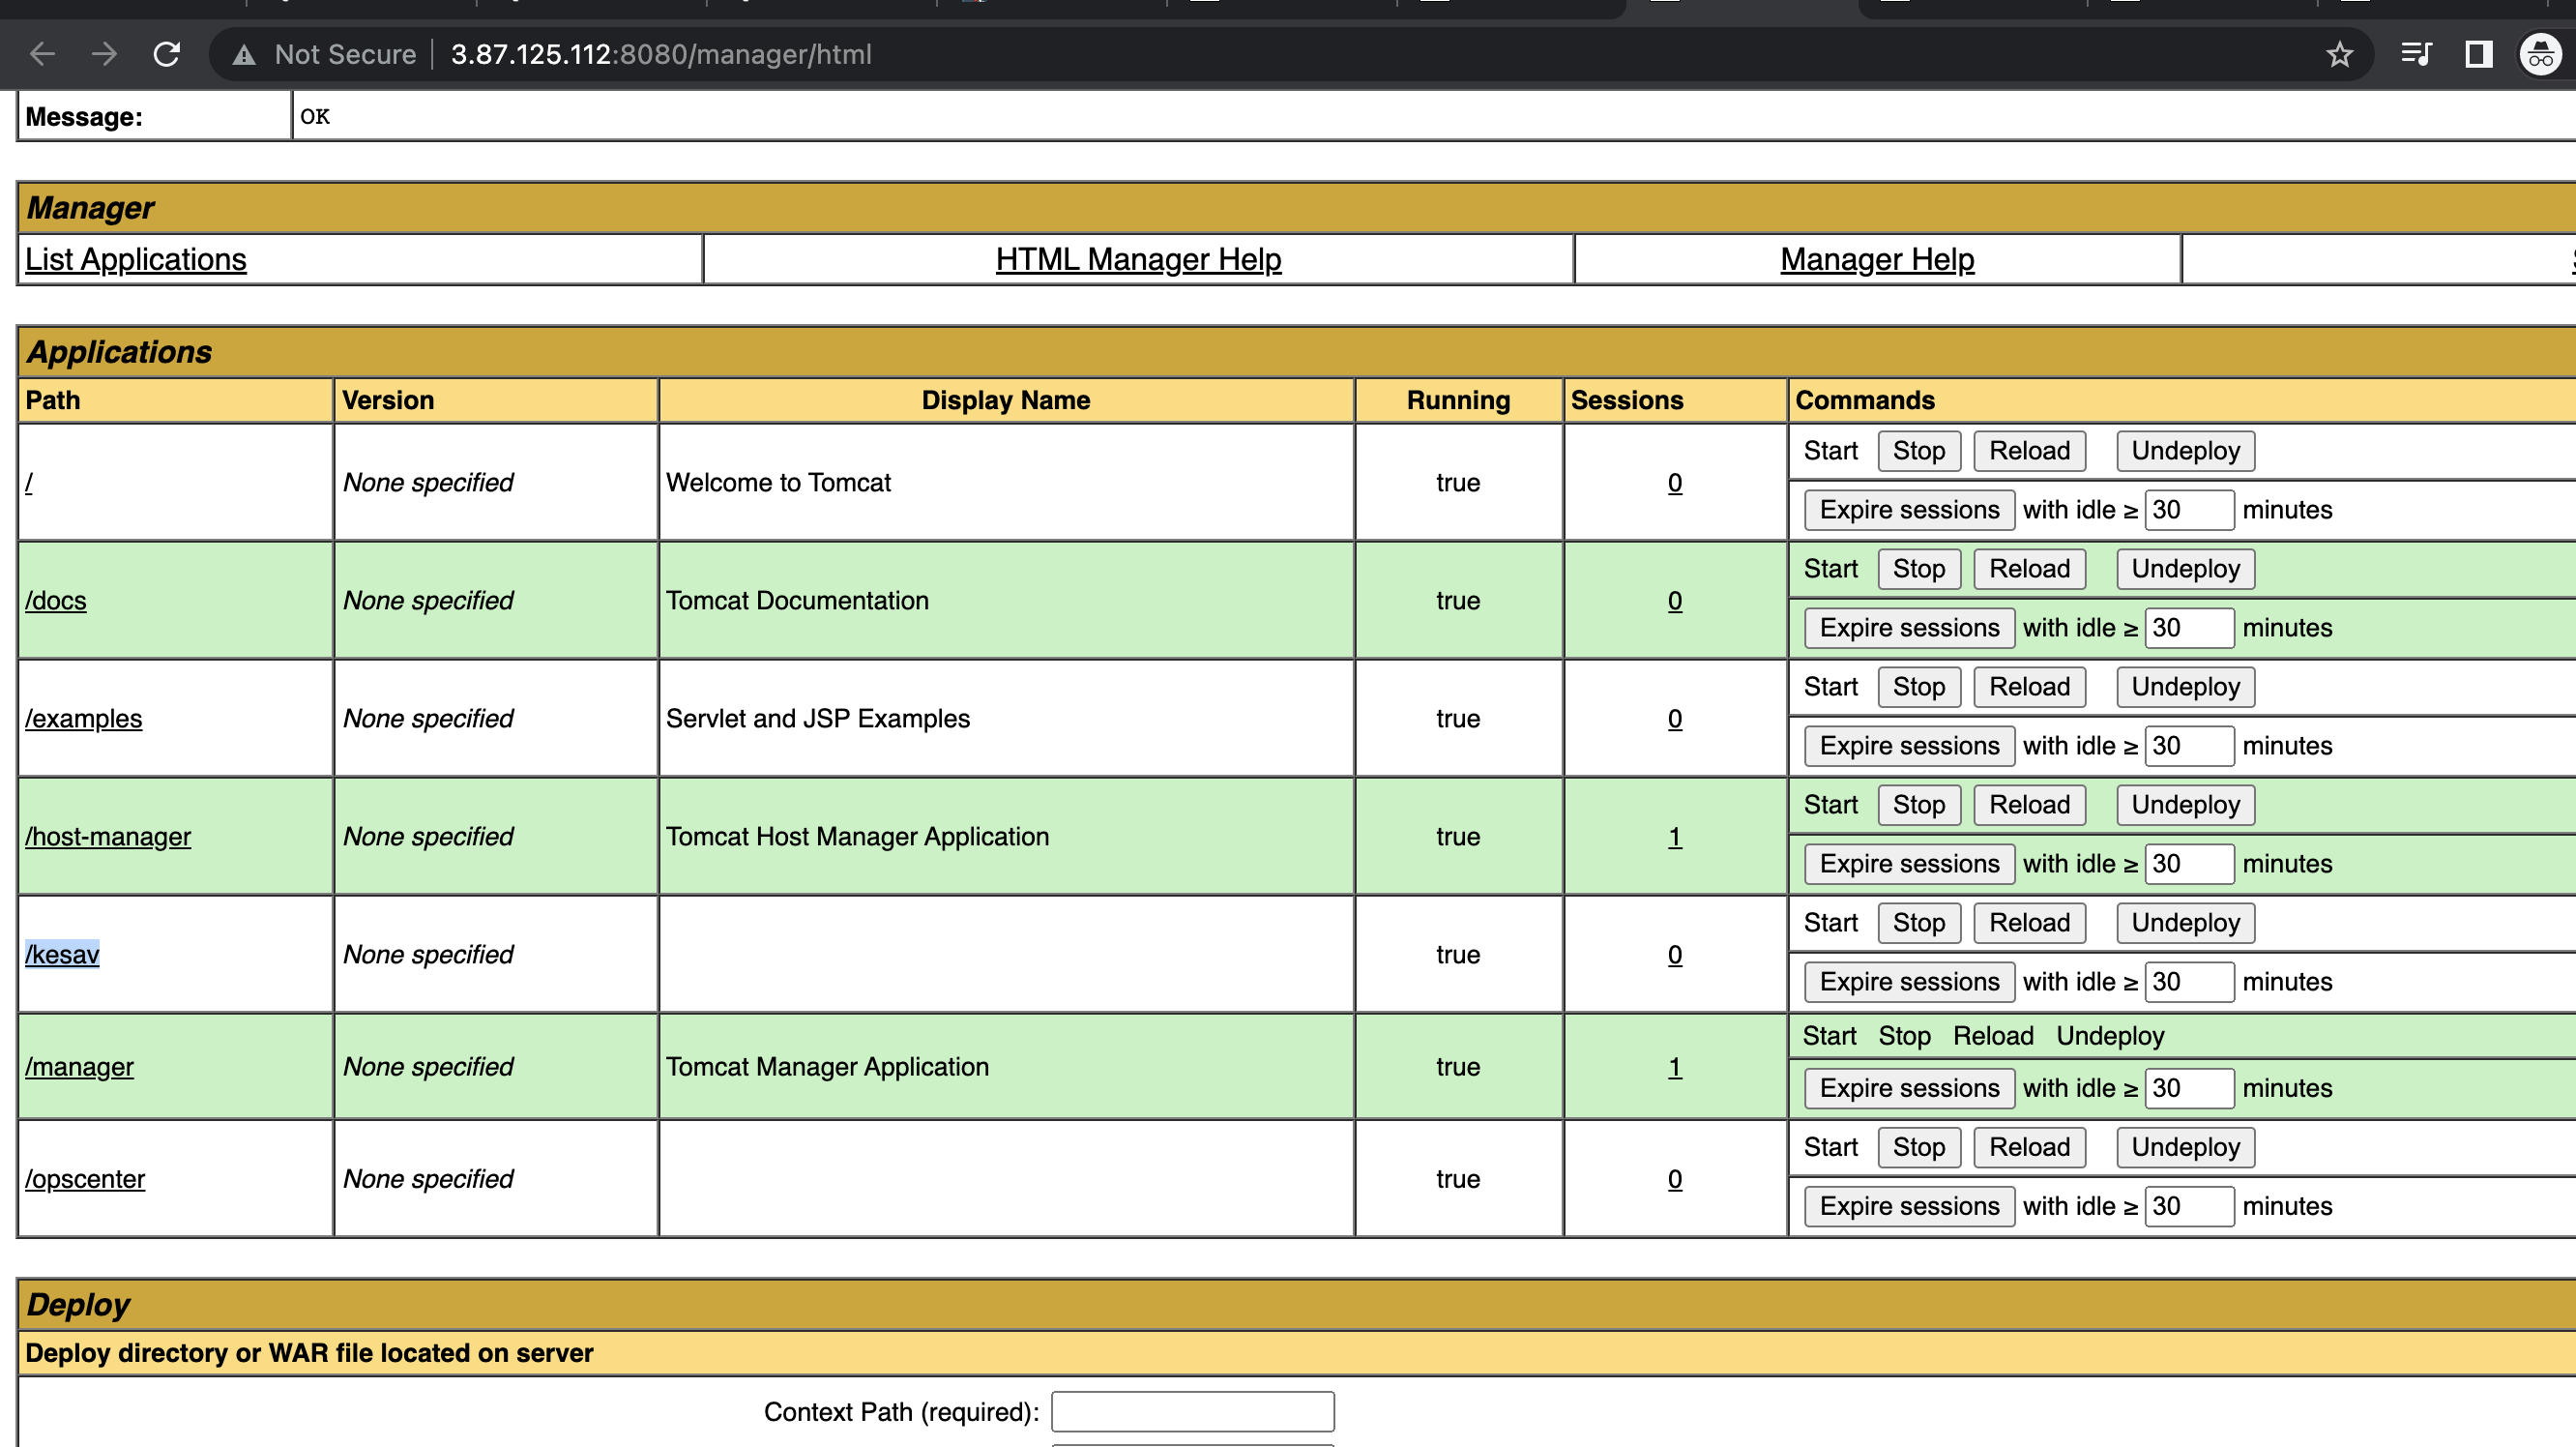 Not Secure 3.87.125.112:8080/manager/html
Message: OK
Manager
List Applications HTML Manager Help Manager Help
Applications
Path Version Display Name Running Sessions Commands
/ None specified Welcome to Tomcat true 0 Start Stop Reload Undeploy
Expire sessions with idle ≥ 30 minutes
/docs None specified Tomcat Documentation true 0 Start Stop Reload Undeploy
Expire sessions with idle ≥ 30 minutes
/examples None specified Servlet and JSP Examples true 0 Start Stop Reload Undeploy
Expire sessions with idle ≥ 30 minutes
/host-manager None specified Tomcat Host Manager Application true 1 Start Stop Reload Undeploy
Expire sessions with idle ≥ 30 minutes
/kesav None specified true 0 Start Stop Reload Undeploy
Expire sessions with idle ≥ 30 minutes
/manager None specified Tomcat Manager Application true 1 Start Stop Reload Undeploy
Expire sessions with idle ≥ 30 minutes
/opscenter None specified true 0 Start Stop Reload Undeploy
Expire sessions with idle ≥ 30 minutes
Deploy
Deploy directory or WAR file located on server
Context Path (required):